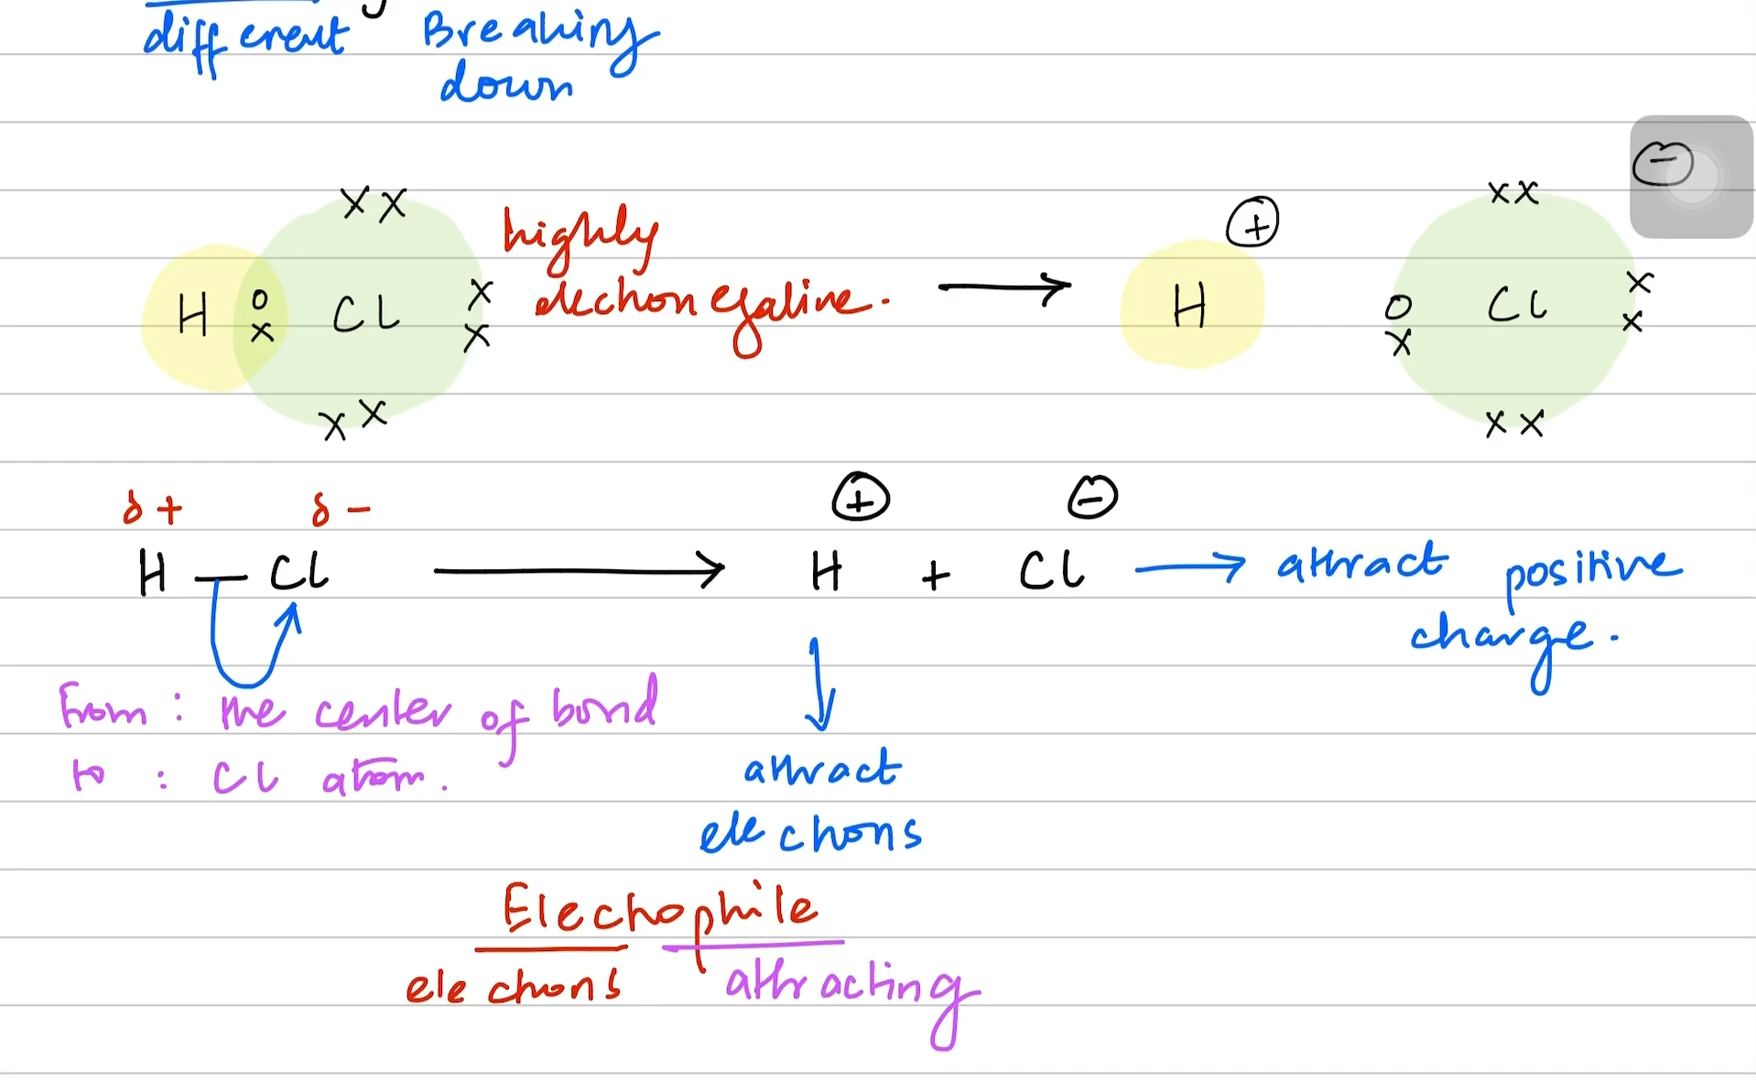 different Breaking
down
xx xx
highly
H o x Cl x x electronegative. → H ⊕ o x Cl x x ⊖
xx xx
δ+ δ- ⊕ ⊖
H — Cl → H + Cl → attract positive
charge.
From : the center of bond
to : Cl atom.
attract
electrons
Electrophile
electrons attracting